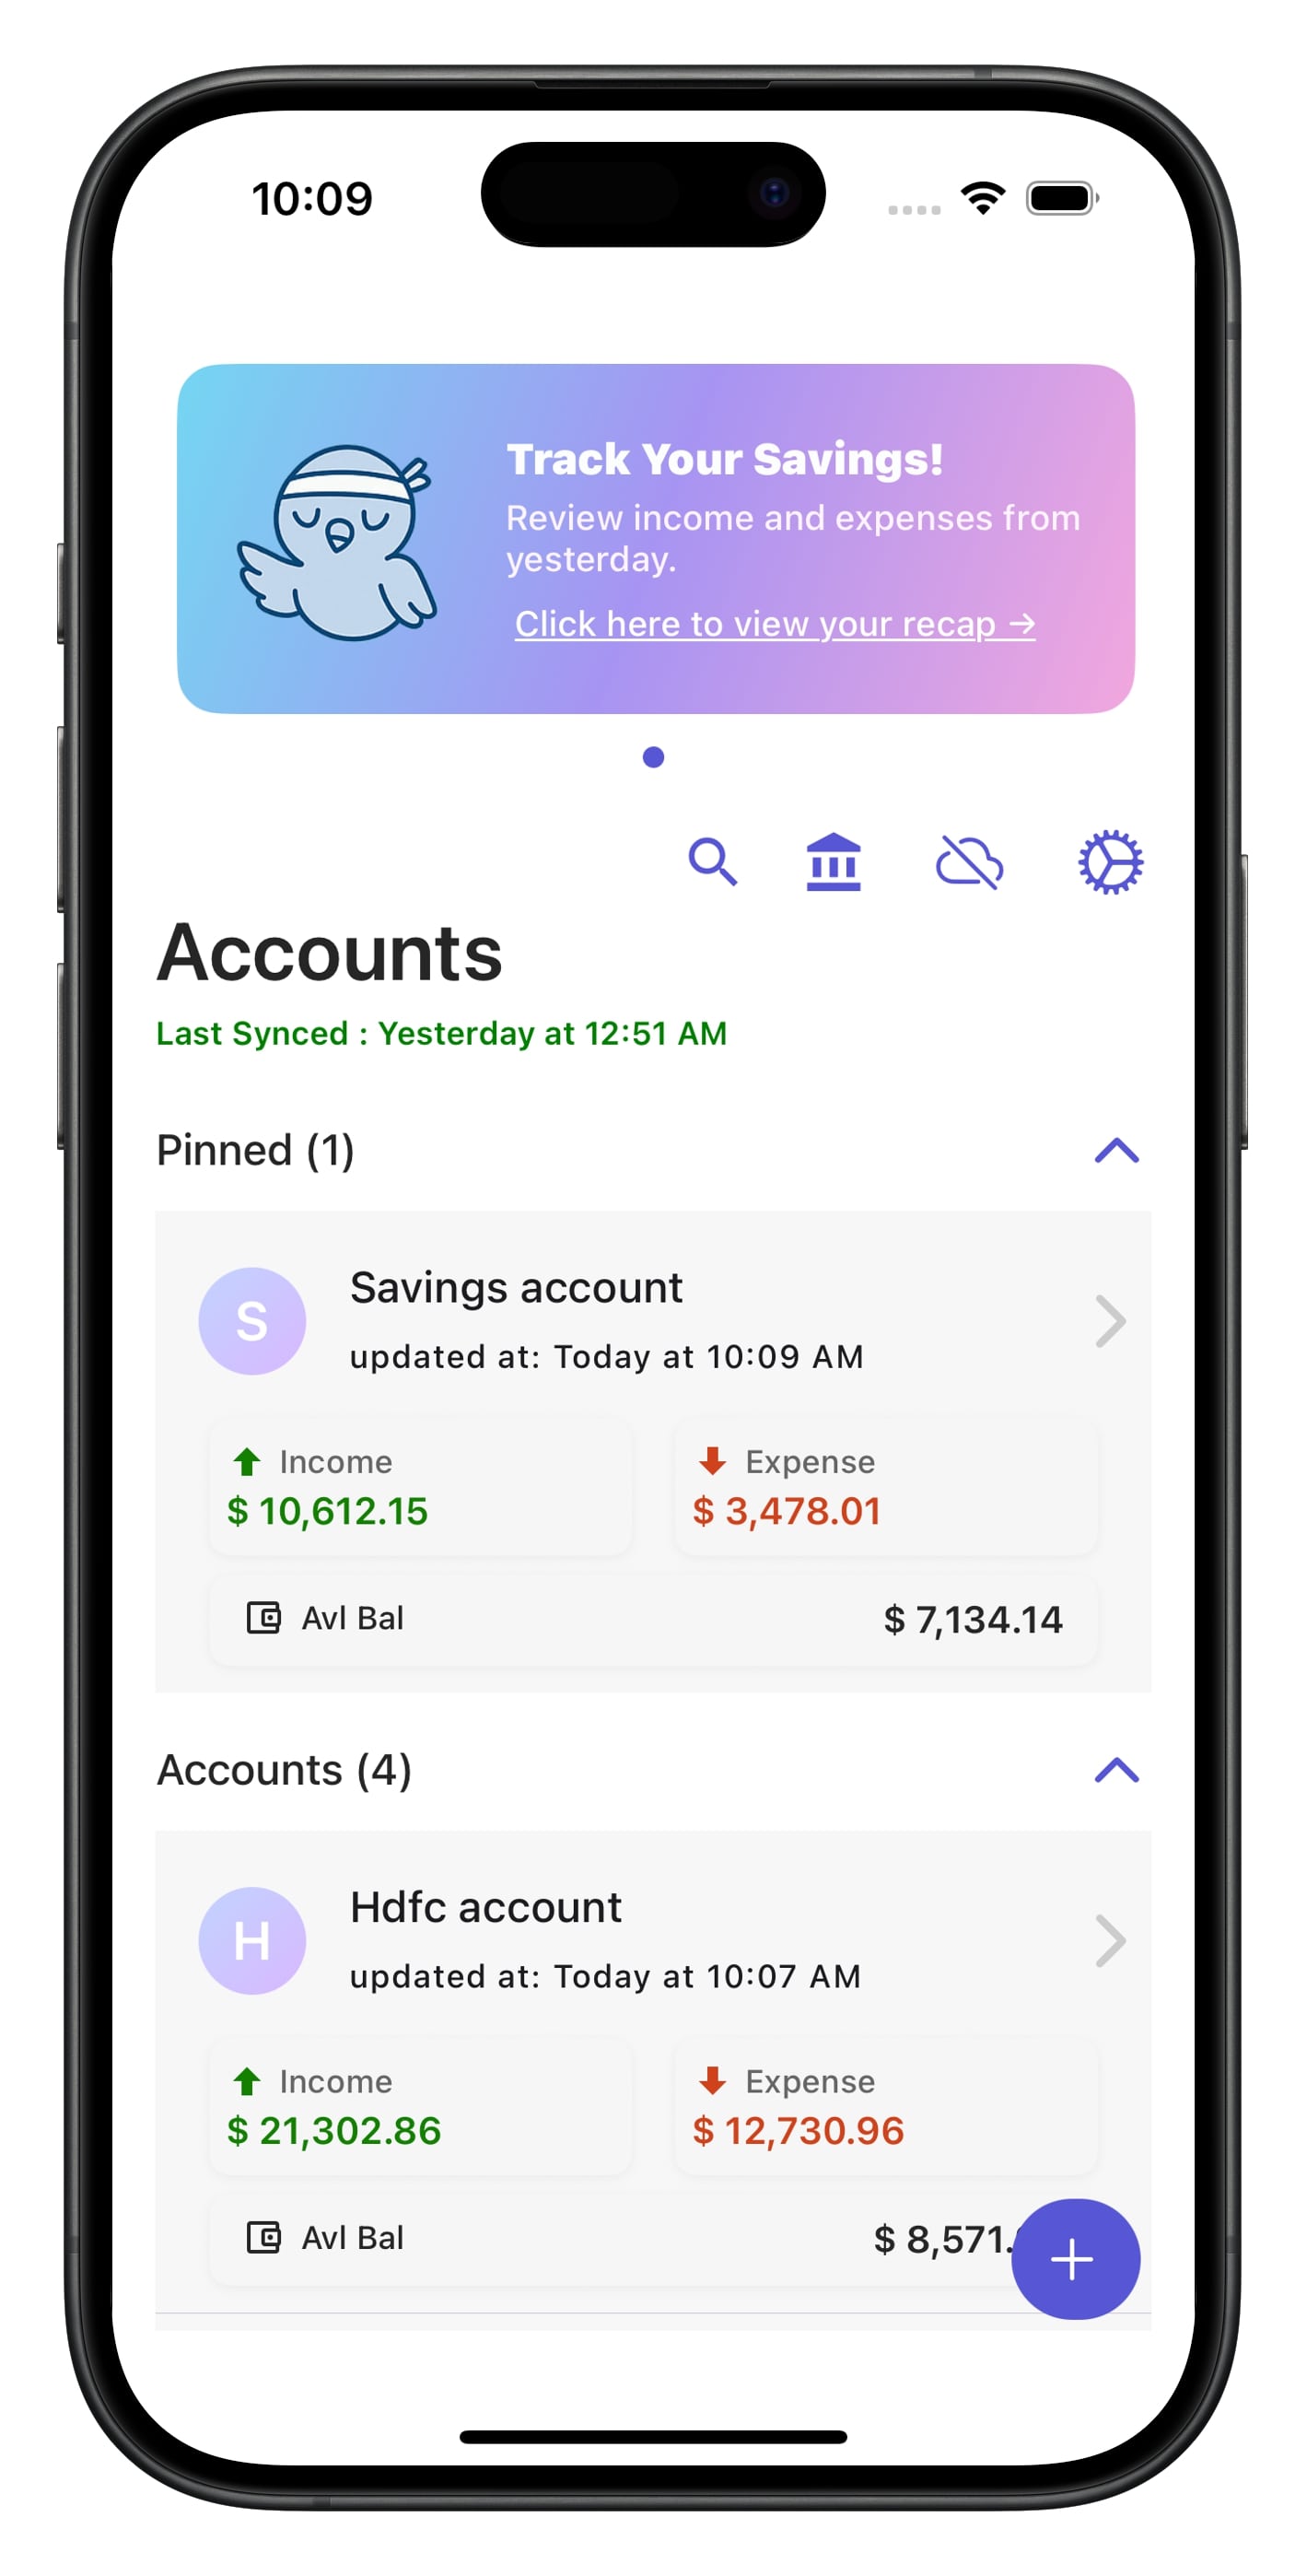 10:09
Track Your Savings!
Review income and expenses from
yesterday.
Click here to view your recap →
Accounts
Last Synced : Yesterday at 12:51 AM
Pinned (1)
S
Savings account
updated at: Today at 10:09 AM
Income
$ 10,612.15
Expense
$ 3,478.01
Avl Bal
$ 7,134.14
Accounts (4)
H
Hdfc account
updated at: Today at 10:07 AM
Income
$ 21,302.86
Expense
$ 12,730.96
Avl Bal
$ 8,571.